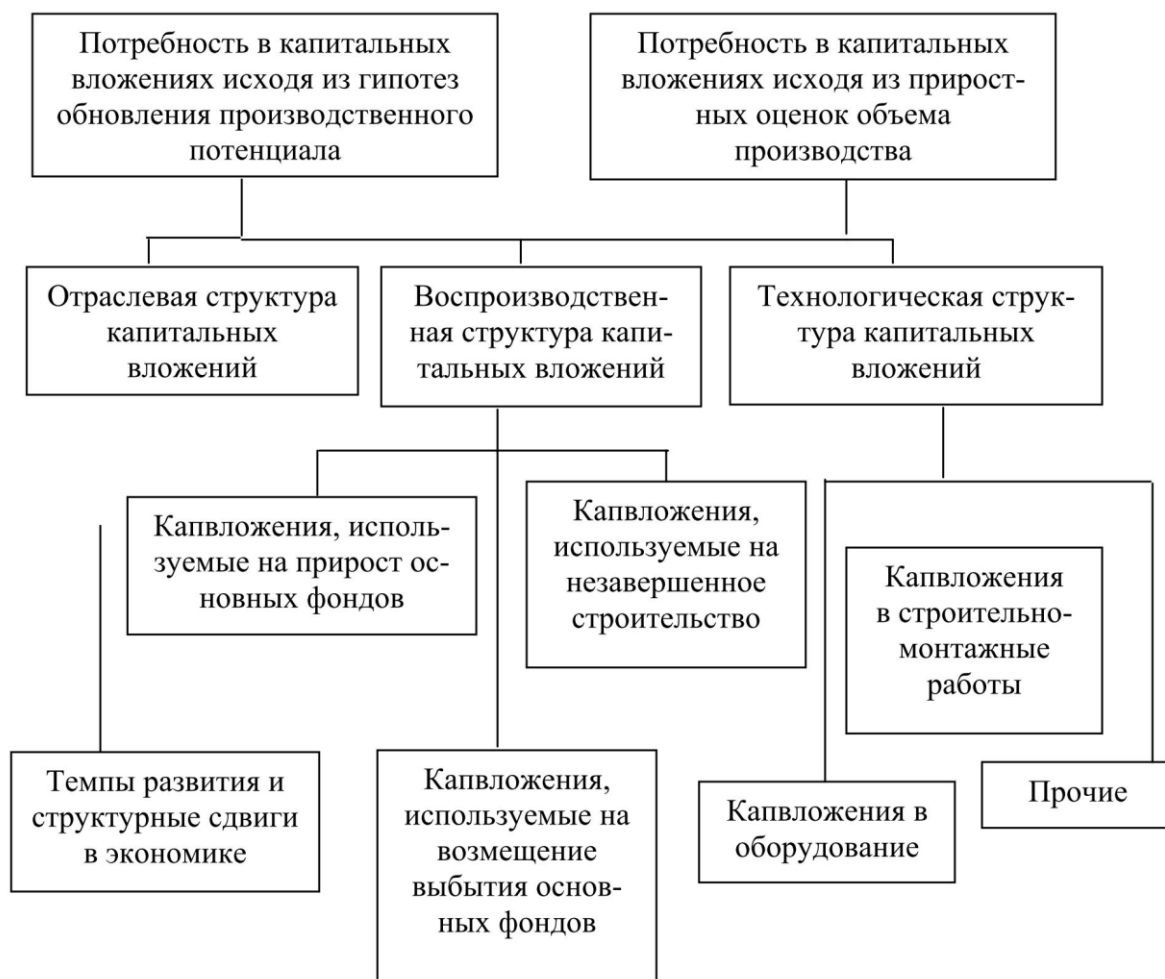 Потребность в капитальных
вложениях исходя из гипотез
обновления производственного
потенциала
Потребность в капитальных
вложениях исходя из прирост-
ных оценок объема
производства
Отраслевая структура
капитальных
вложений
Воспроизводствен-
ная структура капи-
тальных вложений
Технологическая струк-
тура капитальных
вложений
Капвложения, исполь-
зуемые на прирост ос-
новных фондов
Капвложения,
используемые на
незавершенное
строительство
Капвложения
в строительно-
монтажные
работы
Темпы развития и
структурные сдвиги
в экономике
Капвложения,
используемые на
возмещение
выбытия основ-
ных фондов
Капвложения в
оборудование
Прочие